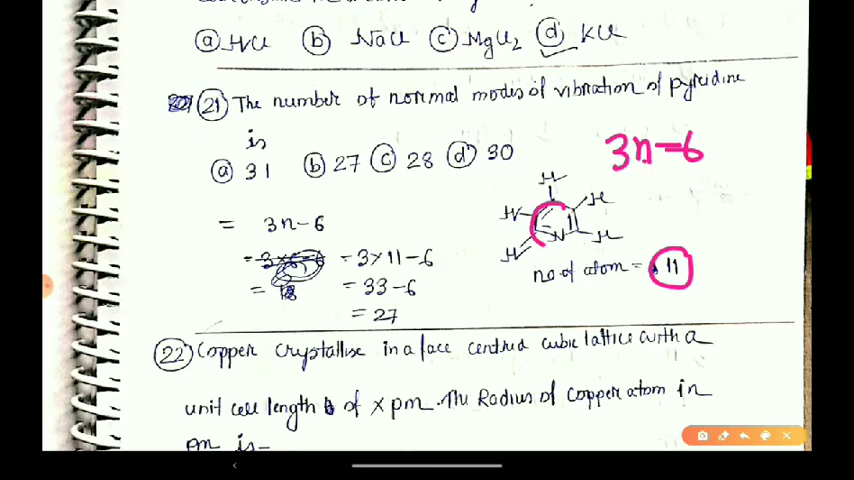 (a) HCl (b) NaCl (c) MgCl2 (d) KCl
(21) The number of normal modes of vibration of pyridine
is
(a) 31 (b) 27 (c) 28 (d) 30
3n-6
= 3n-6
= 3×11-6
= 33-6
= 27
H
H H
H N H
no of atom = 11
(22) Copper crystallise in a face centred cubic lattice with a
unit cell length of x pm. The Radius of copper atom in
pm is-